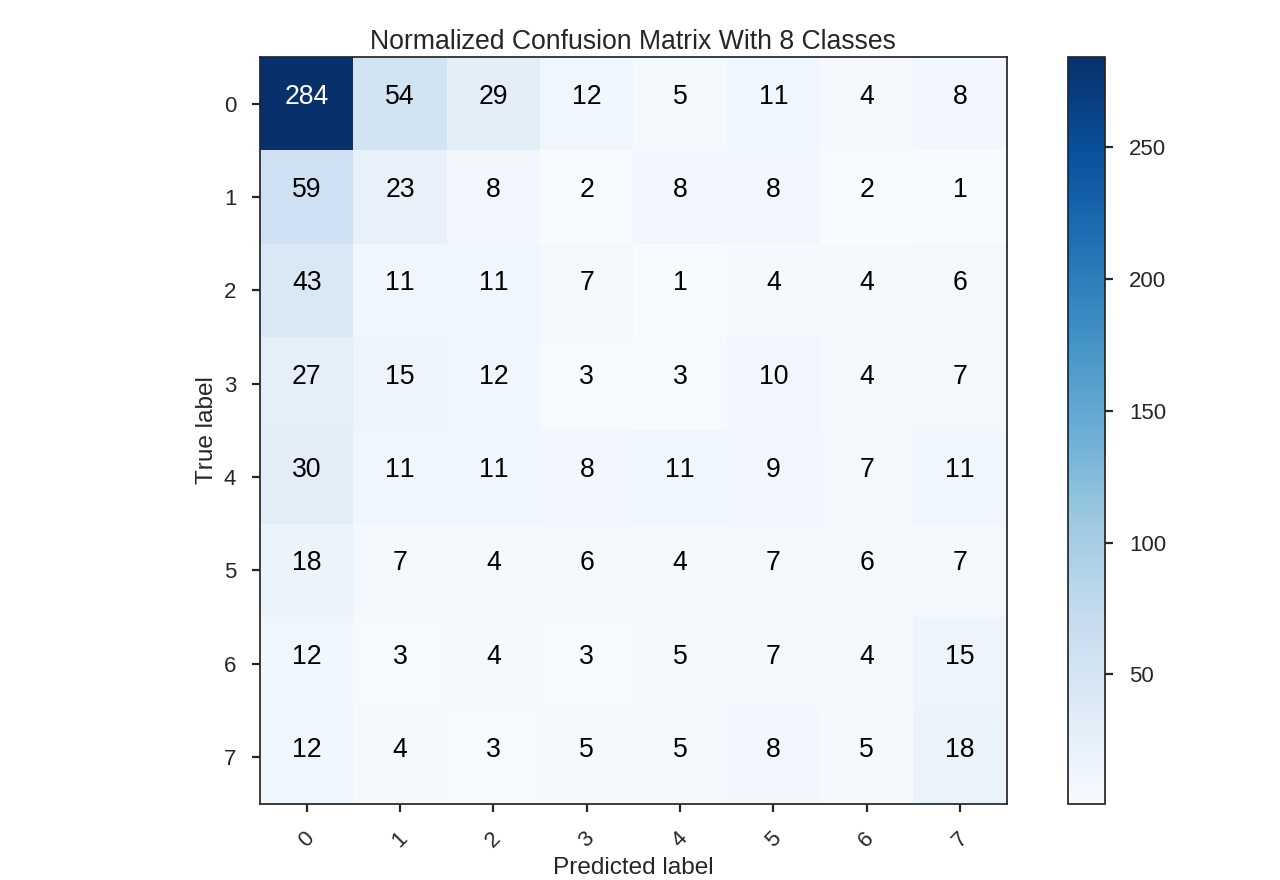 Normalized Confusion Matrix With 8 Classes
0 284 54 29 12 5 11 4 8
1 59 23 8 2 8 8 2 1
2 43 11 11 7 1 4 4 6
3 27 15 12 3 3 10 4 7
4 30 11 11 8 11 9 7 11
5 18 7 4 6 4 7 6 7
6 12 3 4 3 5 7 4 15
7 12 4 3 5 5 8 5 18
0 1 2 3 4 5 6 7
True label
Predicted label
250
200
150
100
50